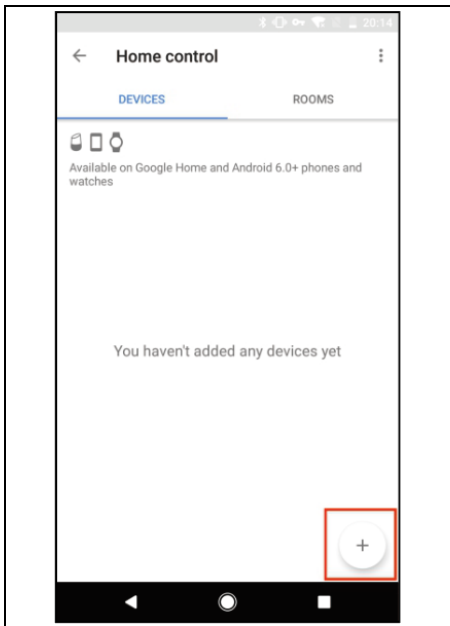 20:14
Home control
DEVICES ROOMS
Available on Google Home and Android 6.0+ phones and
watches
You haven't added any devices yet
+